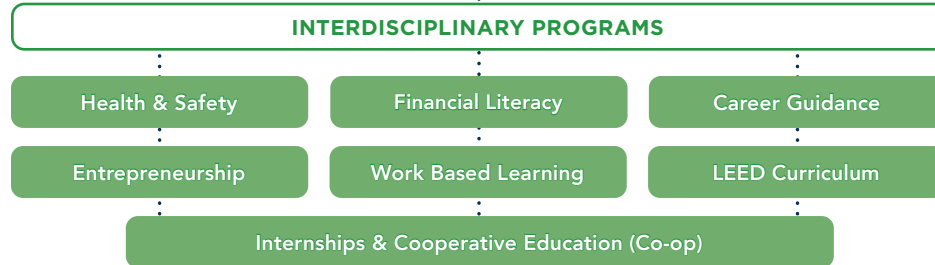 INTERDISCIPLINARY PROGRAMS
Health & Safety
Financial Literacy
Career Guidance
Entrepreneurship
Work Based Learning
LEED Curriculum
Internships & Cooperative Education (Co-op)